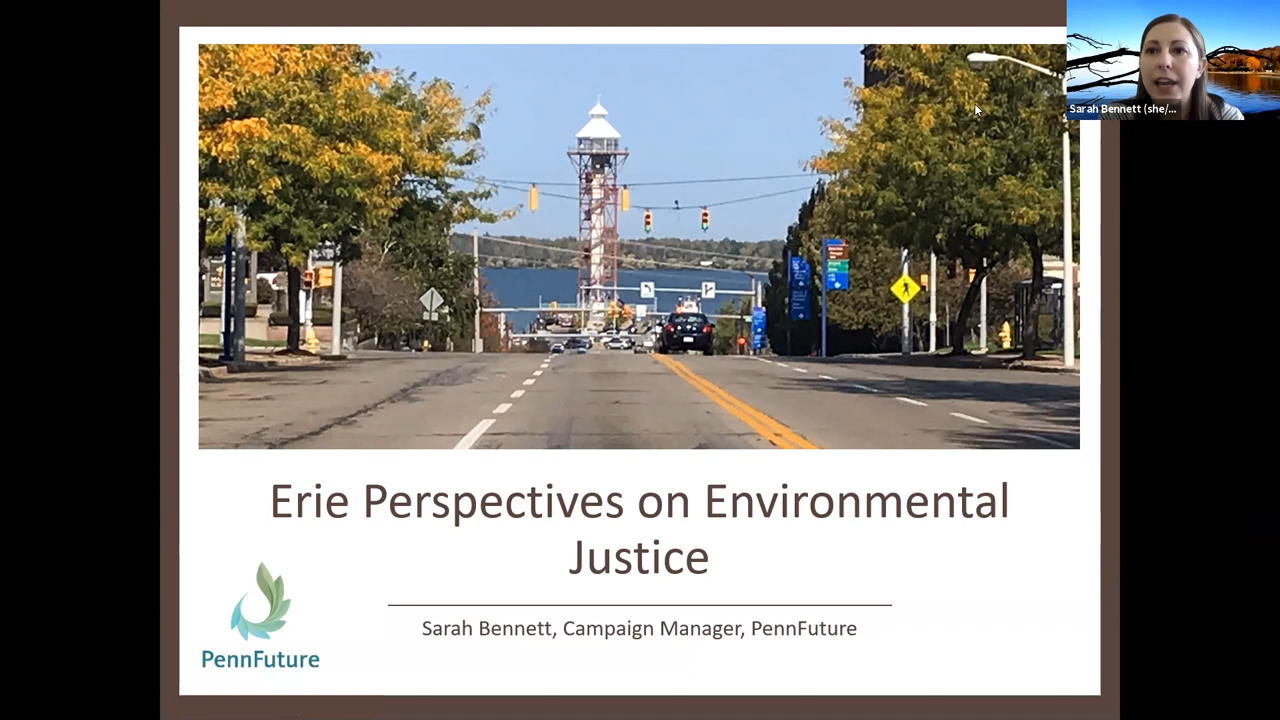 Sarah Bennett (she/...
Erie Perspectives on Environmental
Justice
Sarah Bennett, Campaign Manager, PennFuture
PennFuture